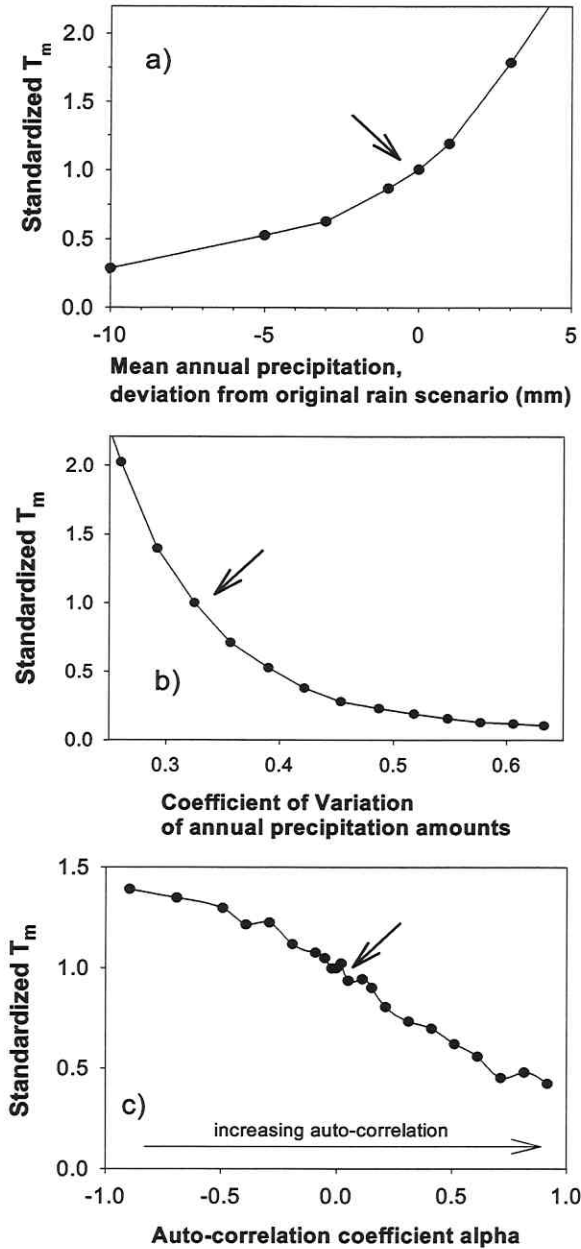 a)
Standardized Tm
2.0
1.5
1.0
0.5
0.0
-10
-5
0
5
Mean annual precipitation,
deviation from original rain scenario (mm)
b)
Standardized Tm
2.0
1.5
1.0
0.5
0.0
0.3
0.4
0.5
0.6
Coefficient of Variation
of annual precipitation amounts
c)
Standardized Tm
1.5
1.0
0.5
0.0
increasing auto-correlation
-1.0
-0.5
0.0
0.5
1.0
Auto-correlation coefficient alpha